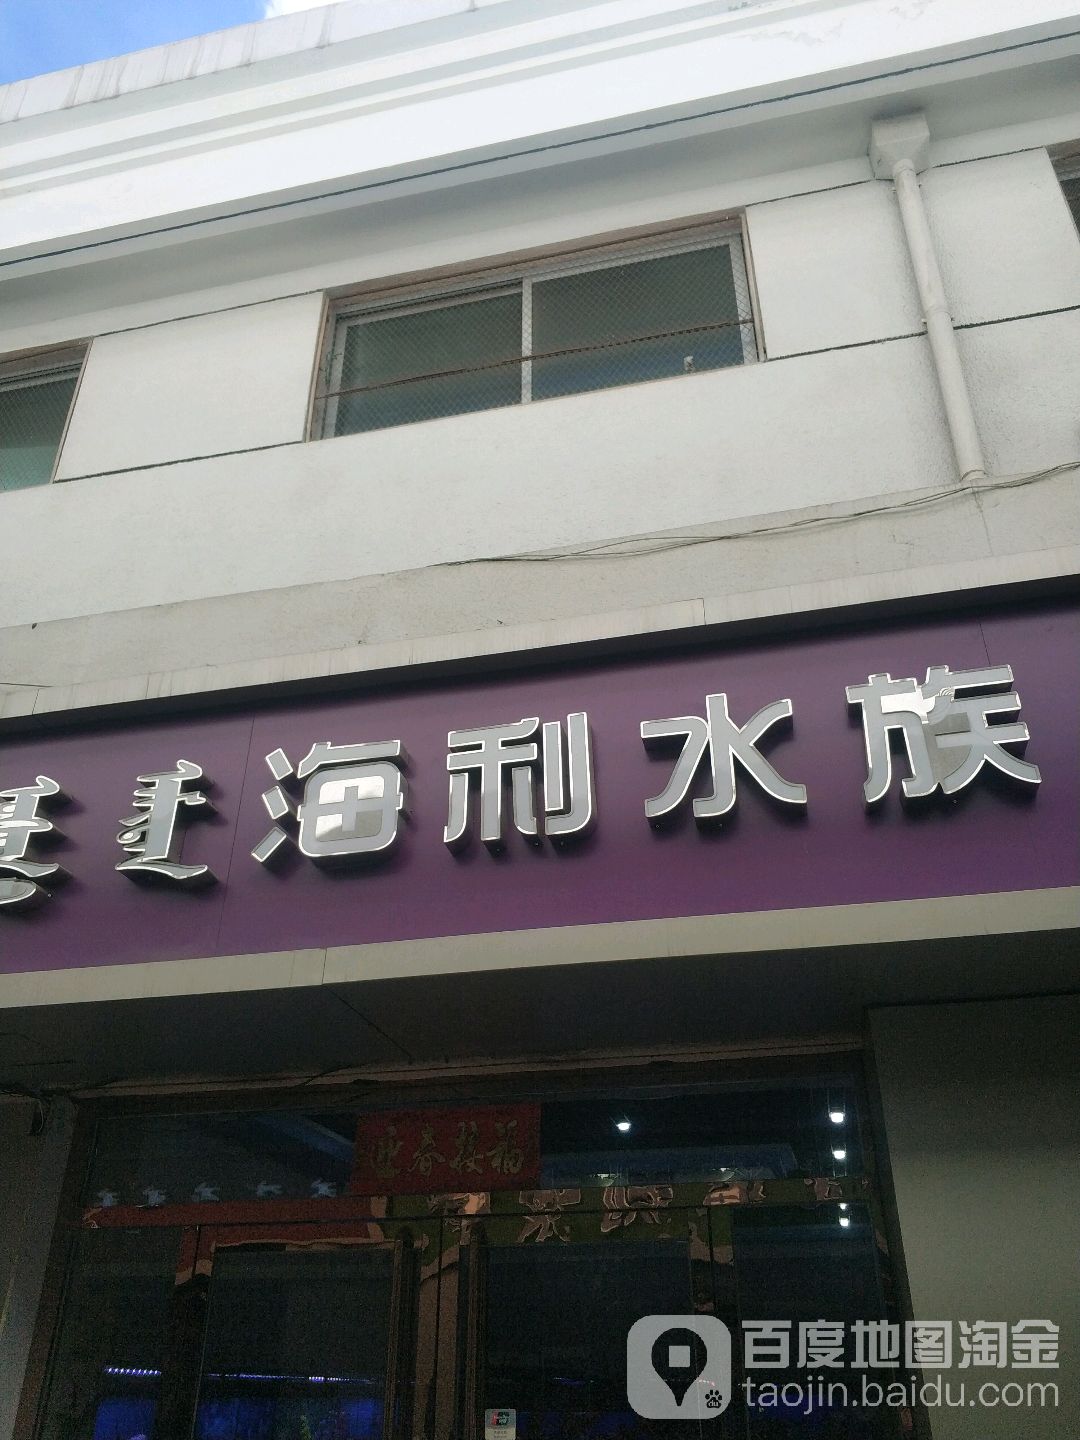 海利水族
迎春接福
百度地图淘金
taojin.baidu.com